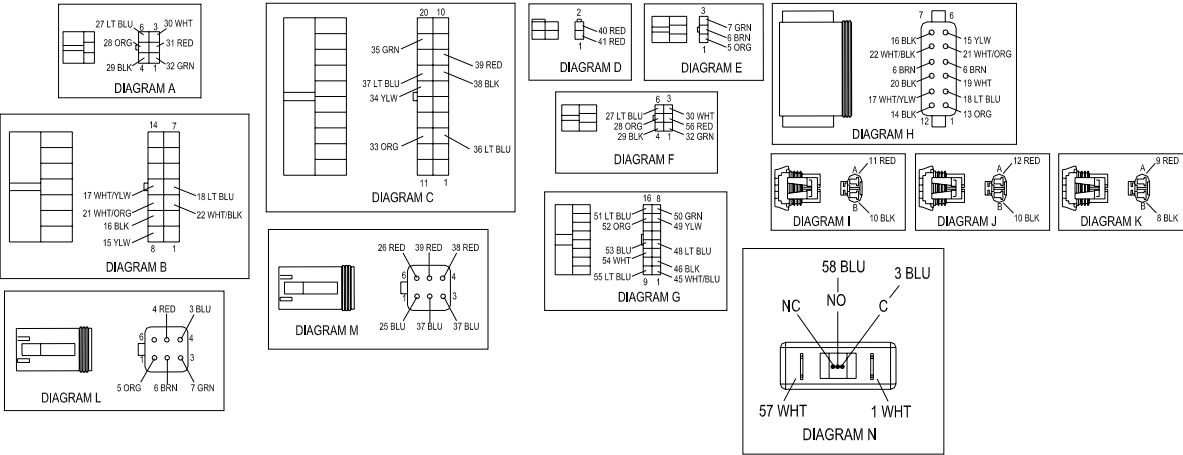 27 LT BLU 6 3 30 WHT
28 ORG 31 RED
29 BLK 4 1 32 GRN
DIAGRAM A
14 7
17 WHT/YLW 18 LT BLU
21 WHT/ORG 22 WHT/BLK
16 BLK
15 YLW
8 1
DIAGRAM B
20 10
35 GRN
39 RED
37 LT BLU 38 BLK
34 YLW
33 ORG 36 LT BLU
11 1
DIAGRAM C
2
40 RED
41 RED
1
DIAGRAM D
3
7 GRN
6 BRN
5 ORG
1
DIAGRAM E
6 3
27 LT BLU 30 WHT
28 ORG 56 RED
29 BLK 4 1 32 GRN
DIAGRAM F
16 8
51 LT BLU 50 GRN
52 ORG 49 YLW
53 BLU 48 LT BLU
54 WHT
46 BLK
55 LT BLU 9 1 45 WHT/BLU
DIAGRAM G
7 6
16 BLK 15 YLW
22 WHT/BLK 21 WHT/ORG
6 BRN 6 BRN
20 BLK 19 WHT
17 WHT/YLW 18 LT BLU
14 BLK 13 ORG
12 1
DIAGRAM H
11 RED
A
B
10 BLK
DIAGRAM I
12 RED
A
B
10 BLK
DIAGRAM J
9 RED
A
B
8 BLK
DIAGRAM K
4 RED 3 BLU
6 4
1 3
5 ORG 6 BRN 7 GRN
DIAGRAM L
26 RED 39 RED 38 RED
6 4
1 3
25 BLU 37 BLU 37 BLU
DIAGRAM M
58 BLU 3 BLU
NC NO C
57 WHT 1 WHT
DIAGRAM N